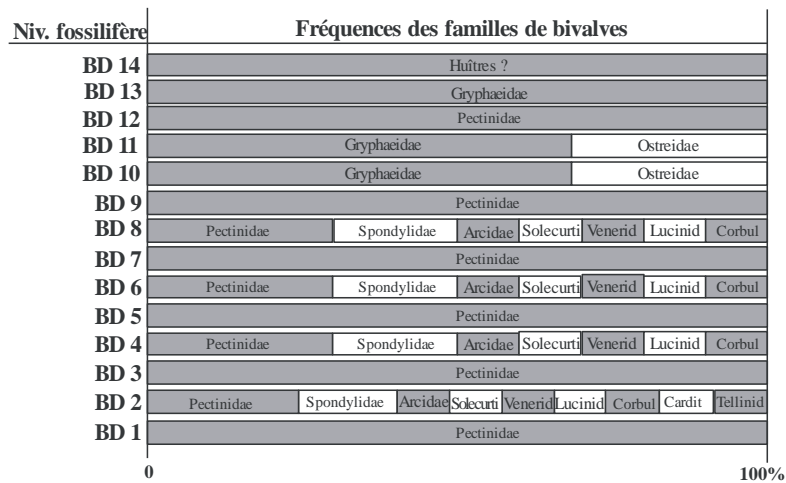 Niv. fossilifère Fréquences des familles de bivalves
BD 14 Huîtres ?
BD 13 Gryphaeidae
BD 12 Pectinidae
BD 11 Gryphaeidae Ostreidae
BD 10 Gryphaeidae Ostreidae
BD 9 Pectinidae
BD 8 Pectinidae Spondylidae Arcidae Solecurti Venerid Lucinid Corbul
BD 7 Pectinidae
BD 6 Pectinidae Spondylidae Arcidae Solecurti Venerid Lucinid Corbul
BD 5 Pectinidae
BD 4 Pectinidae Spondylidae Arcidae Solecurti Venerid Lucinid Corbul
BD 3 Pectinidae
BD 2 Pectinidae Spondylidae Arcidae Solecurti Venerid Lucinid Corbul Cardit Tellinid
BD 1 Pectinidae
0 100%